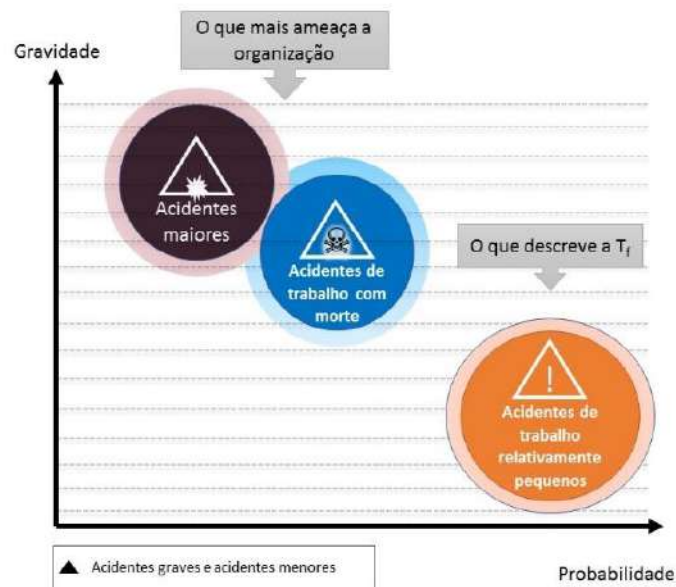 O que mais ameaça a
organização
Gravidade
Acidentes
maiores
Acidentes de
trabalho com
morte
O que descreve a Tf
Acidentes de
trabalho
relativamente
pequenos
Acidentes graves e acidentes menores
Probabilidade